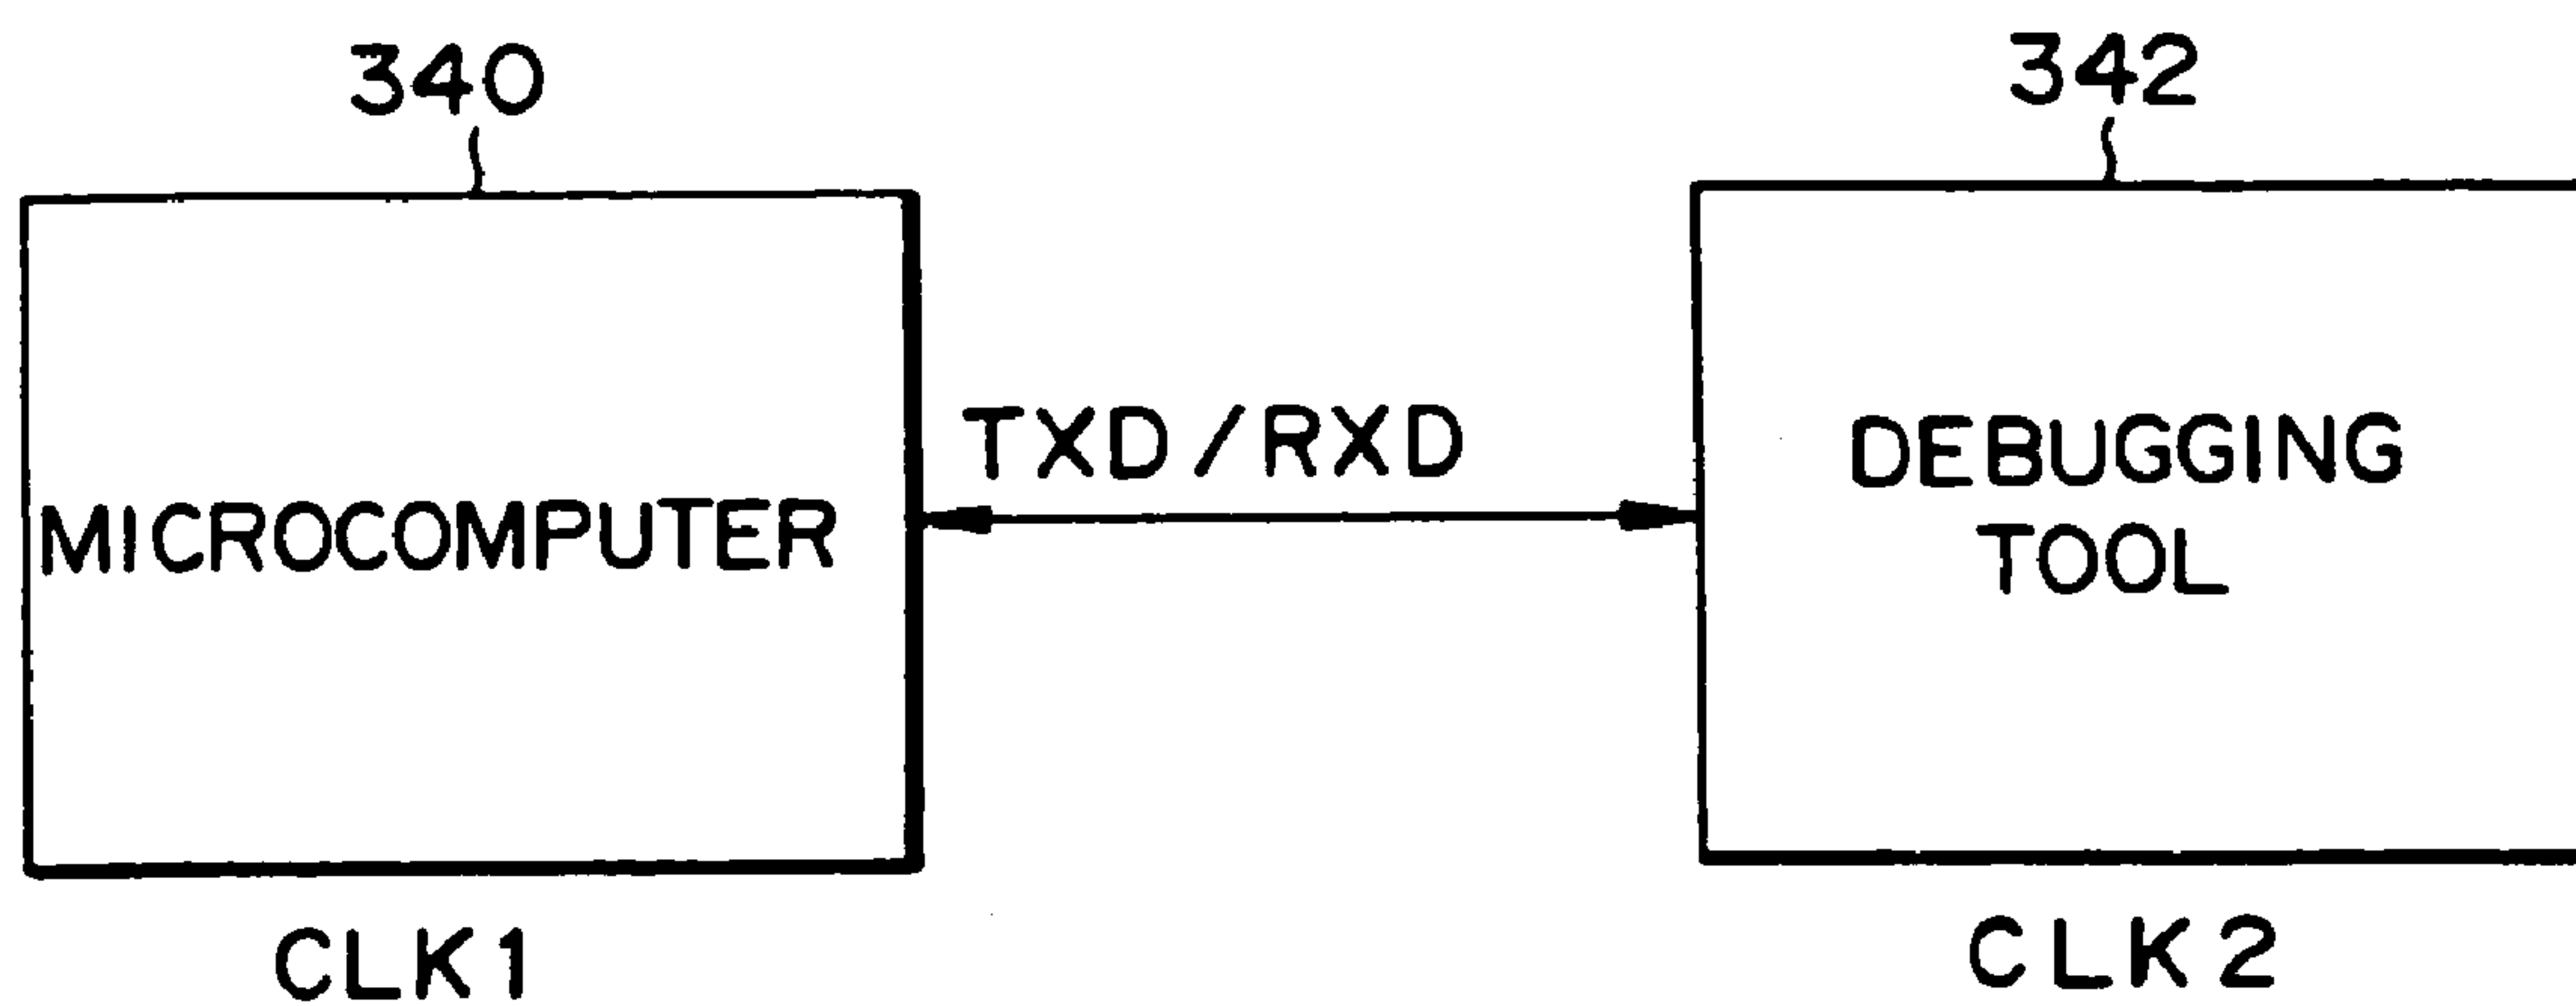 340
342
MICROCOMPUTER
TXD/RXD
DEBUGGING
TOOL
CLK1
CLK2